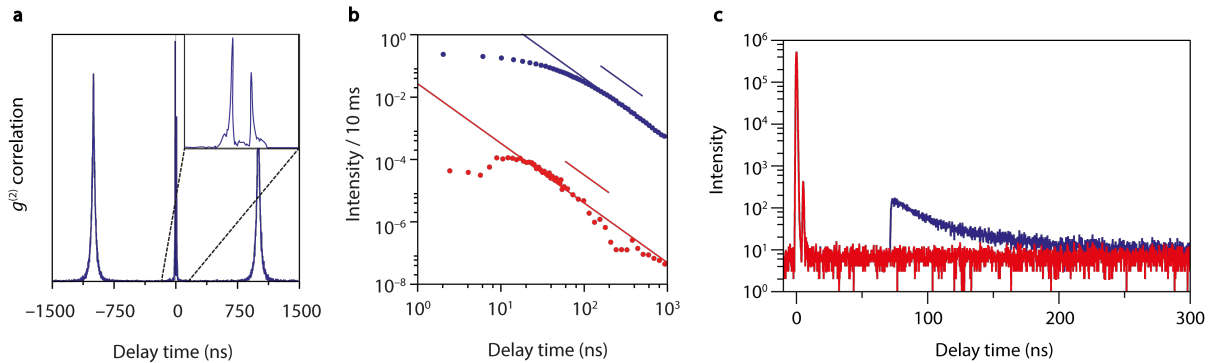 a
g(2) correlation
−1500
−750
0
750
1500
Delay time (ns)
b
Intensity / 10 ms
10^0
10^−2
10^−4
10^−6
10^−8
10^0
10^1
10^2
10^3
Delay time (ns)
c
Intensity
10^6
10^5
10^4
10^3
10^2
10^1
10^0
0
100
200
300
Delay time (ns)